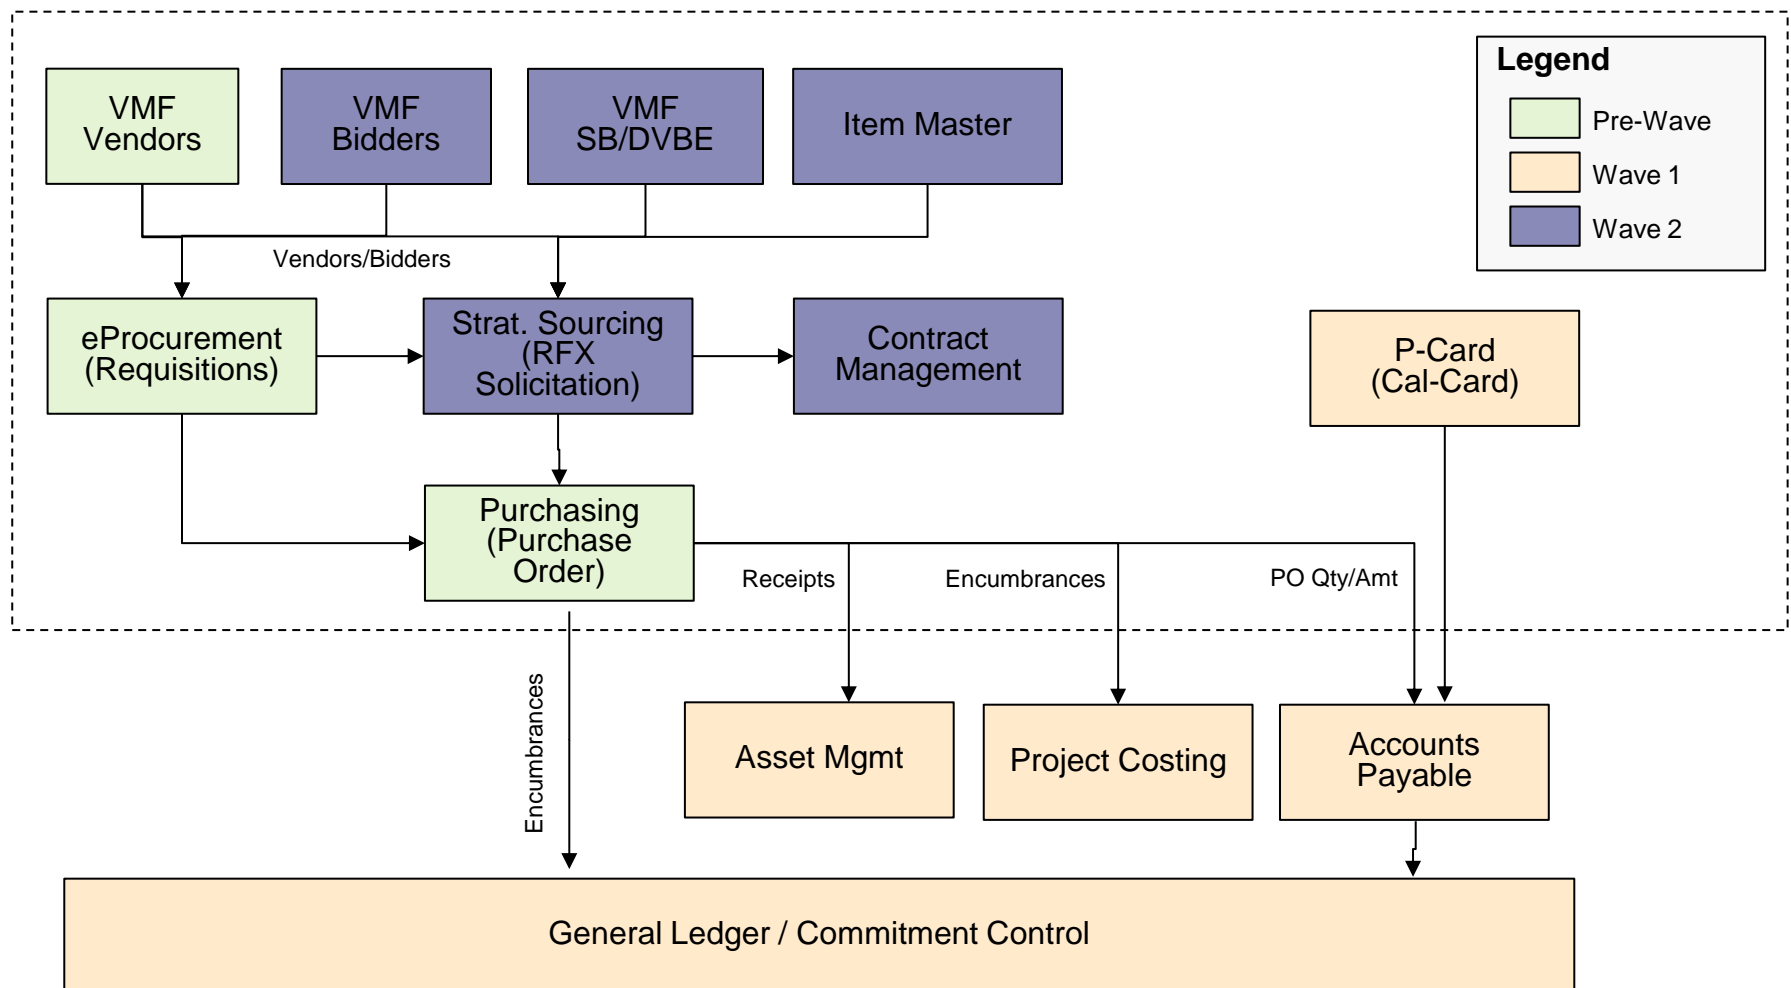 Legend
Pre-Wave
Wave 1
Wave 2
VMF
Vendors
VMF
Bidders
VMF
SB/DVBE
Item Master
Vendors/Bidders
eProcurement
(Requisitions)
Strat. Sourcing
(RFX
Solicitation)
Contract
Management
P-Card
(Cal-Card)
Purchasing
(Purchase
Order)
Receipts
Encumbrances
PO Qty/Amt
Encumbrances
Asset Mgmt
Project Costing
Accounts
Payable
General Ledger / Commitment Control